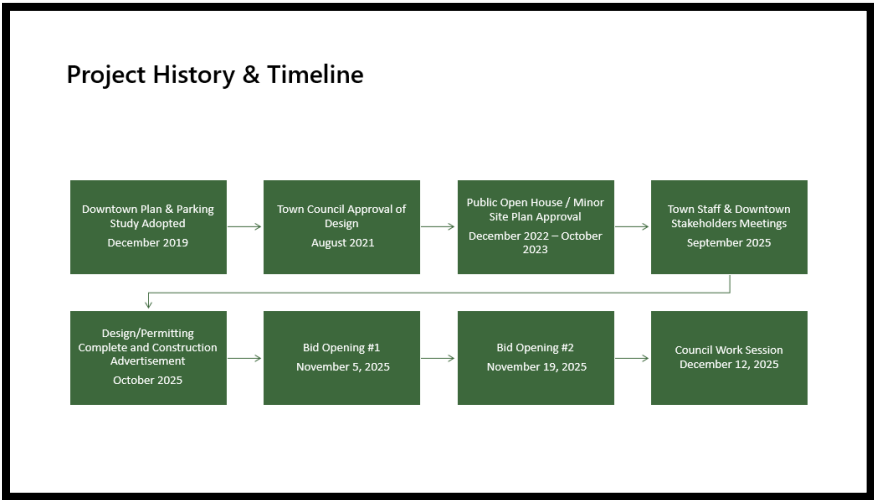 Project History & Timeline
Downtown Plan & Parking
Study Adopted
December 2019
Town Council Approval of
Design
August 2021
Public Open House / Minor
Site Plan Approval
December 2022 – October
2023
Town Staff & Downtown
Stakeholders Meetings
September 2025
Design/Permitting
Complete and Construction
Advertisement
October 2025
Bid Opening #1
November 5, 2025
Bid Opening #2
November 19, 2025
Council Work Session
December 12, 2025